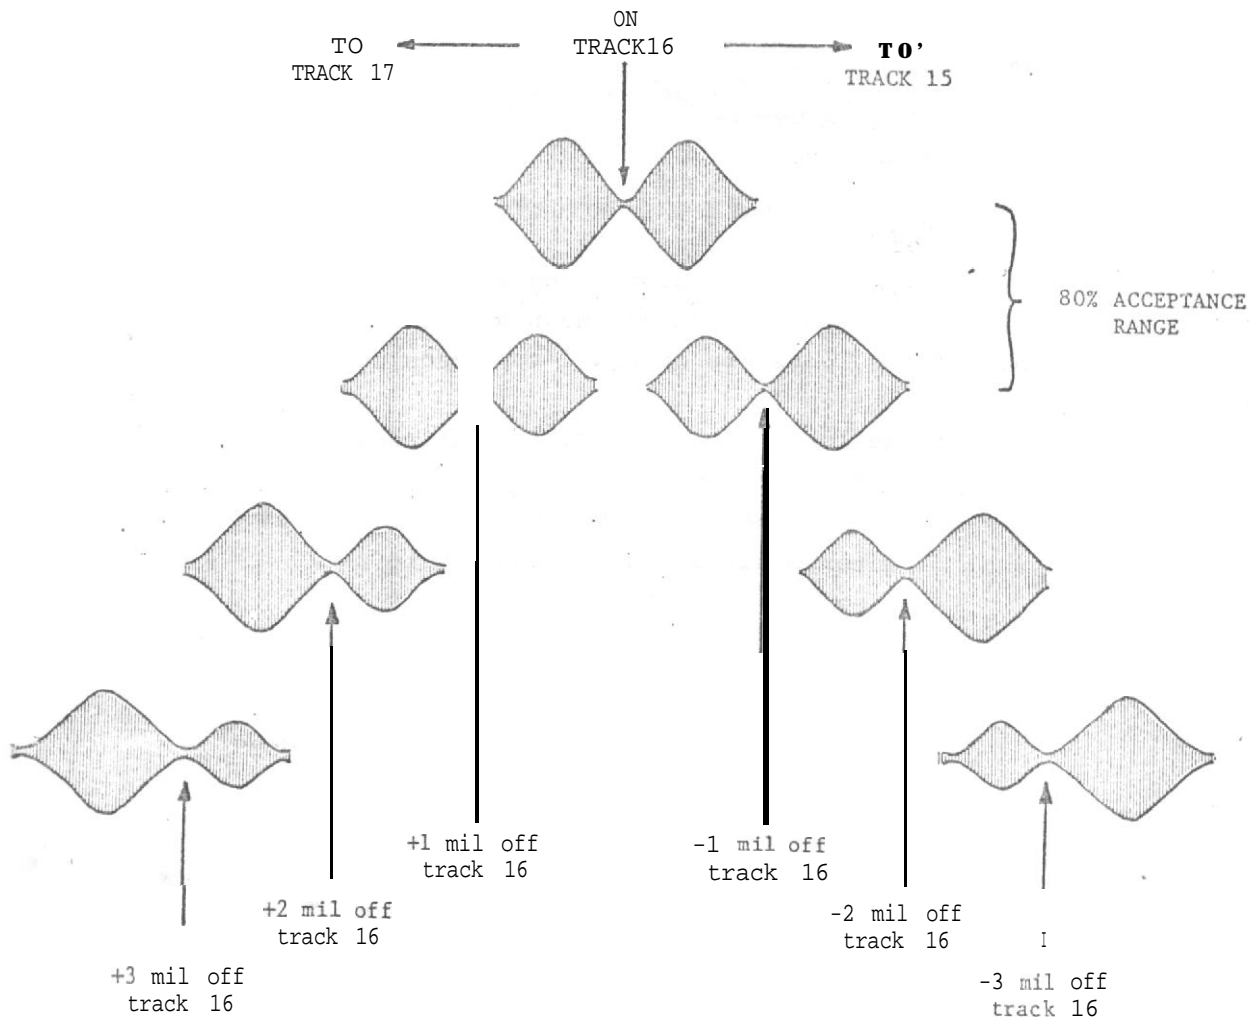 ON
TRACK16
TO
TRACK 17
TO'
TRACK 15
80% ACCEPTANCE
RANGE
+1 mil off
track 16
-1 mil off
track 16
+2 mil off
track 16
-2 mil off
track 16
I
+3 mil off
track 16
-3 mil off
track 16